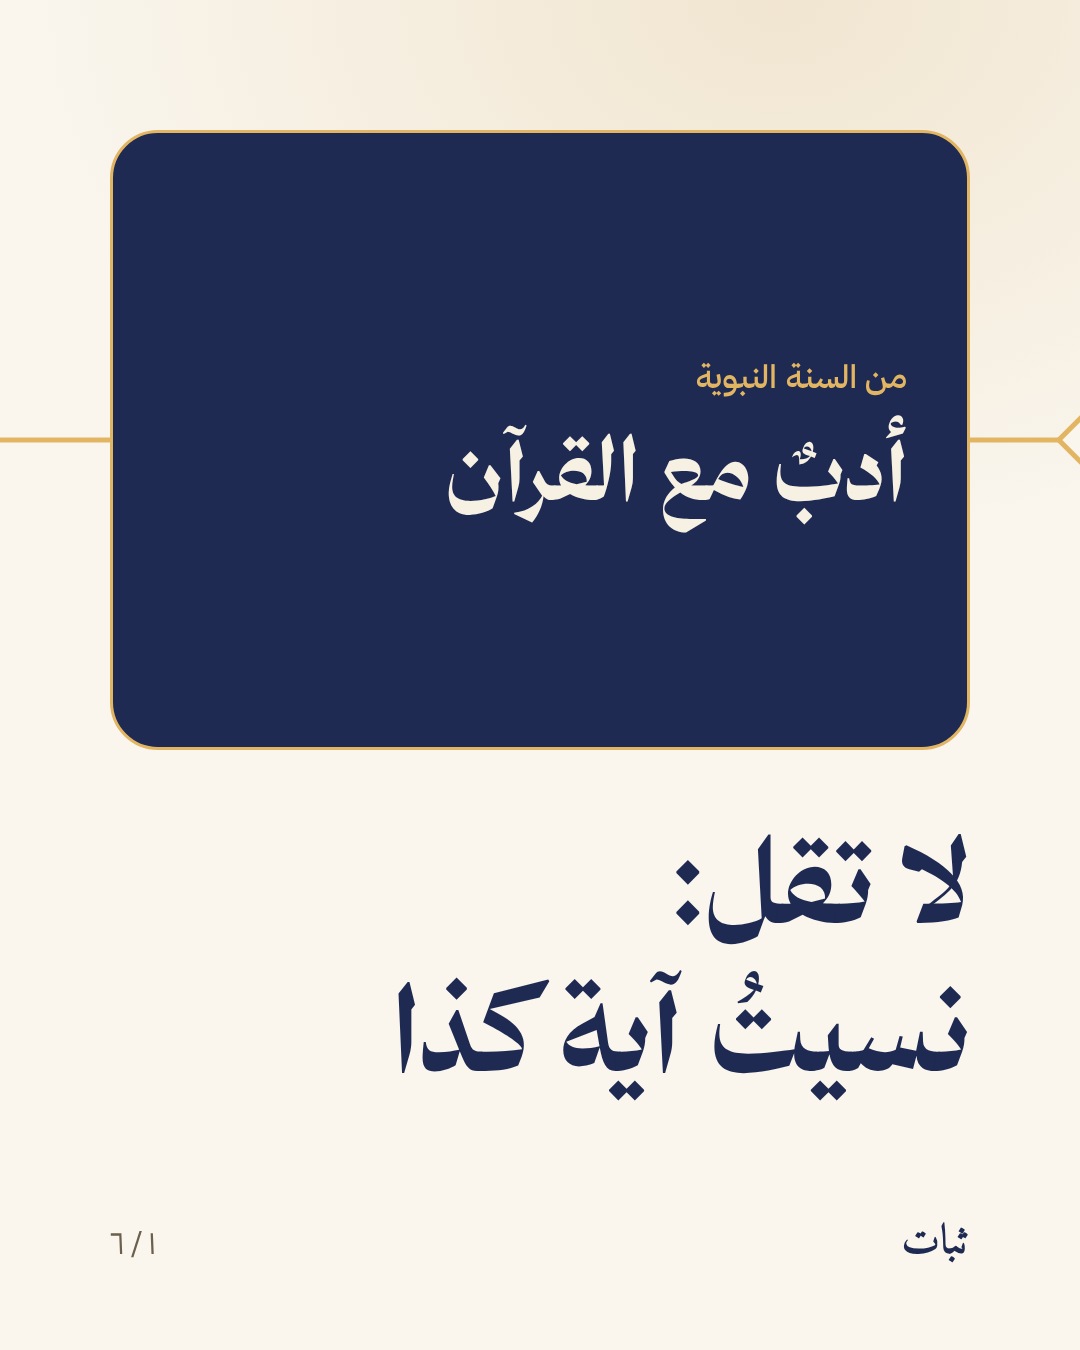 من السنة النبوية
أدبٌ مع القرآن
لا تقل:
نسيتُ آية كذا
ثبات
١/٦